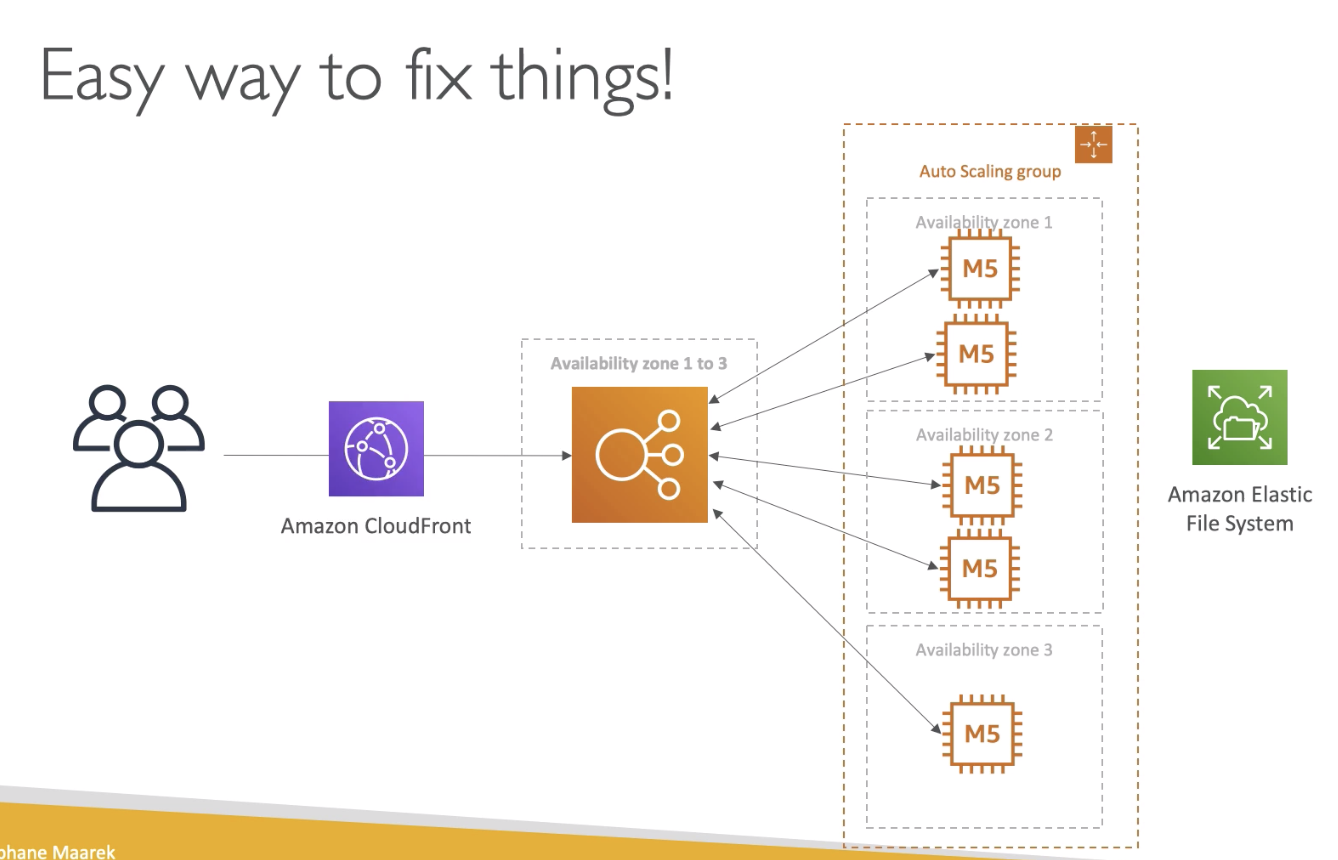 Easy way to fix things!
Auto Scaling group
Availability zone 1
M5
M5
Availability zone 1 to 3
Availability zone 2
M5
M5
Amazon CloudFront
Amazon Elastic
File System
Availability zone 3
M5
Maarek